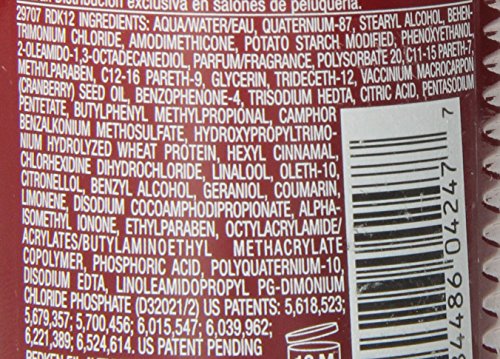 distribución exclusiva en salones de peluquería.
29707 RDK12 INGREDIENTS: AQUA/WATER/EAU, QUATERNIUM-87, STEARYL ALCOHOL, BEHEN-
TRIMONIUM CHLORIDE, AMODIMETHICONE, POTATO STARCH MODIFIED, PHENOXYETHANOL,
2-OLEAMIDO-1,3-OCTADECANEDIOL, PARFUM/FRAGRANCE, POLYSORBATE 20, C11-15 PARETH-7,
METHYLPARABEN, C12-16 PARETH-9, GLYCERIN, TRIDECETH-12, VACCINIUM MACROCARPON
(CRANBERRY) SEED OIL, BENZOPHENONE-4, TRISODIUM HEDTA, CITRIC ACID, PENTASODIUM
PENTETATE, BUTYLPHENYL METHYLPROPIONAL, CAMPHOR
BENZALKONIUM METHOSULFATE, HYDROXYPROPYLTRIMO-
NIUM HYDROLYZED WHEAT PROTEIN, HEXYL CINNAMAL,
CHLORHEXIDINE DIHYDROCHLORIDE, LINALOOL, OLETH-10,
CITRONELLOL, BENZYL ALCOHOL, GERANIOL, COUMARIN,
LIMONENE, DISODIUM COCOAMPHODIPROPIONATE, ALPHA-
ISOMETHYL IONONE, ETHYLPARABEN, OCTYLACRYLAMIDE/
ACRYLATES/BUTYLAMINOETHYL METHACRYLATE
COPOLYMER, PHOSPHORIC ACID, POLYQUATERNIUM-10,
DISODIUM EDTA, LINOLEAMIDOPROPYL PG-DIMONIUM
CHLORIDE PHOSPHATE (D32021/2) US PATENTS: 5,618,523;
5,679,357; 5,700,456; 6,015,547; 6,039,962;
6,221,389; 6,524,614. US PATENT PENDING
REDKEN
12 M
4486 04247 7